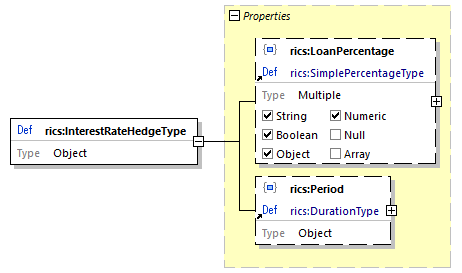 Properties
rics:LoanPercentage
Def rics:SimplePercentageType
Type Multiple
String Numeric
Boolean Null
Object Array
Def rics:InterestRateHedgeType
Type Object
rics:Period
Def rics:DurationType
Type Object